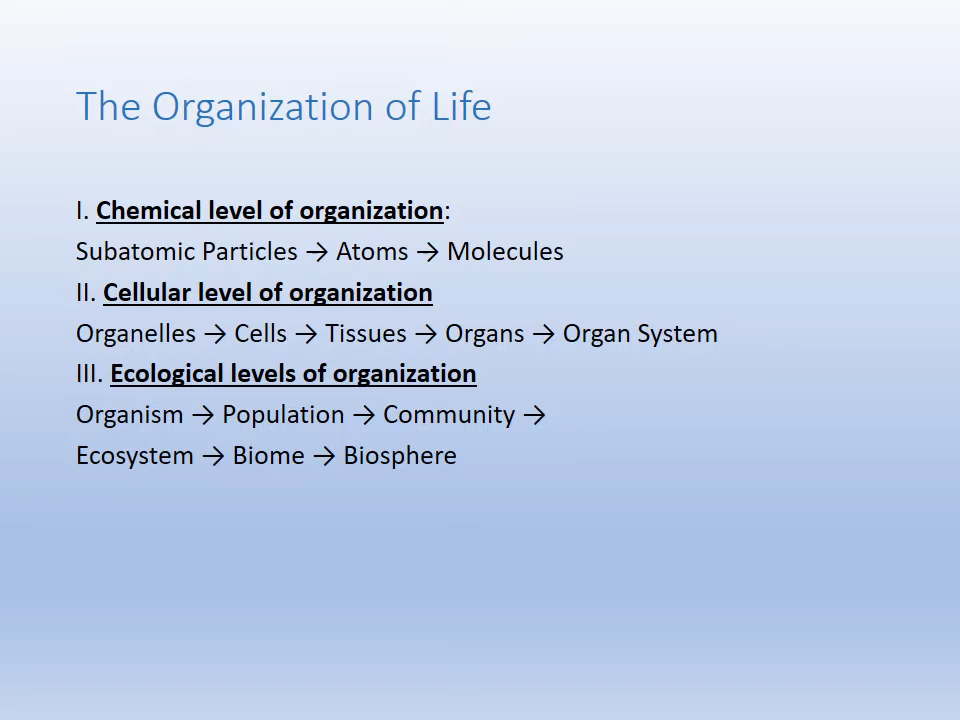 The Organization of Life
I. Chemical level of organization:
Subatomic Particles → Atoms → Molecules
II. Cellular level of organization
Organelles → Cells → Tissues → Organs → Organ System
III. Ecological levels of organization
Organism → Population → Community →
Ecosystem → Biome → Biosphere